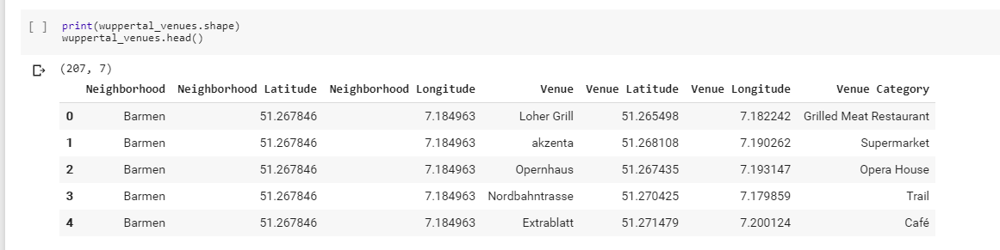 [ ] print(wuppertal_venues.shape)
wuppertal_venues.head()
(207, 7)
Neighborhood Neighborhood Latitude Neighborhood Longitude Venue Venue Latitude Venue Longitude Venue Category
0 Barmen 51.267846 7.184963 Loher Grill 51.265498 7.182242 Grilled Meat Restaurant
1 Barmen 51.267846 7.184963 akzenta 51.268108 7.190262 Supermarket
2 Barmen 51.267846 7.184963 Opernhaus 51.267435 7.193147 Opera House
3 Barmen 51.267846 7.184963 Nordbahntrasse 51.270425 7.179859 Trail
4 Barmen 51.267846 7.184963 Extrablatt 51.271479 7.200124 Café